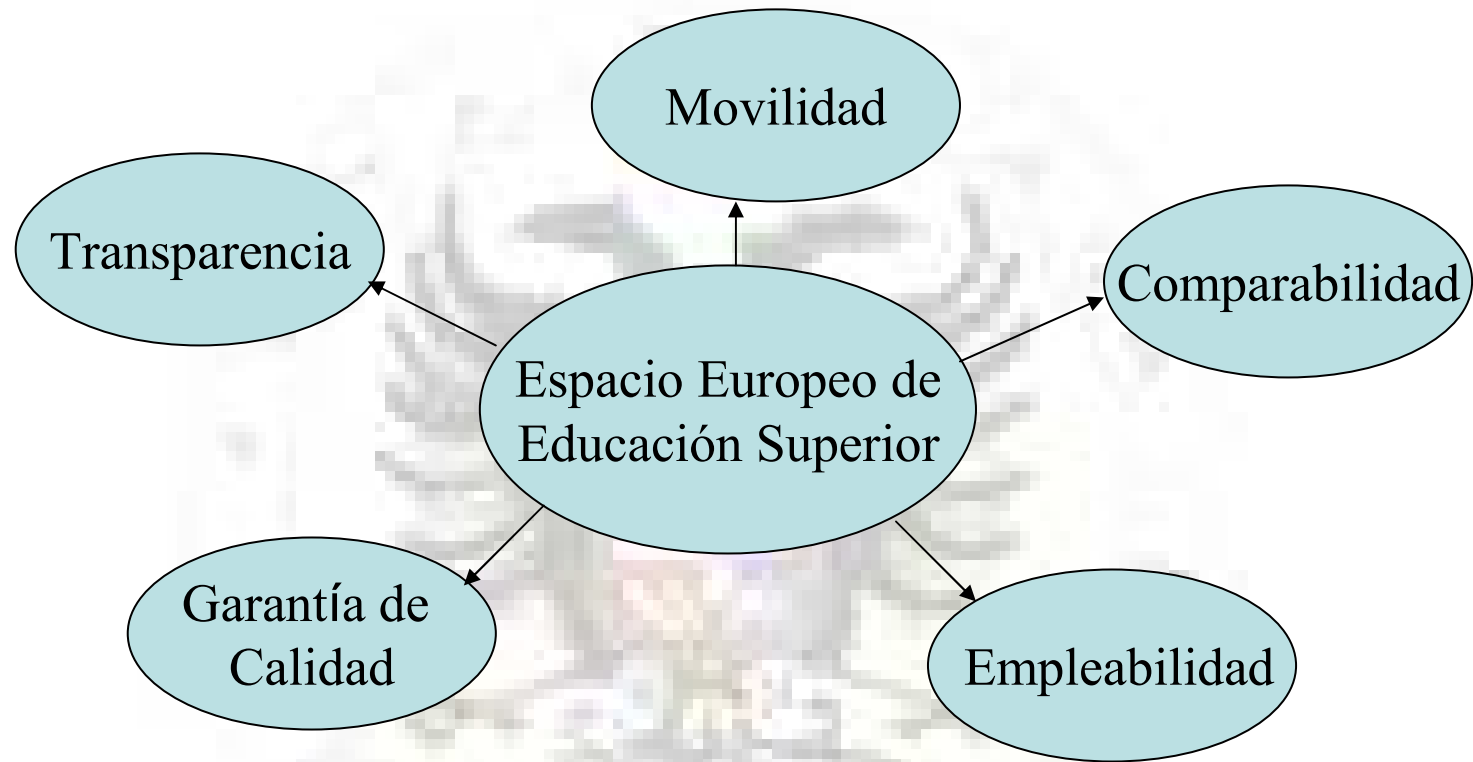 Movilidad
Transparencia
Comparabilidad
Espacio Europeo de
Educación Superior
Garantía de
Calidad
Empleabilidad